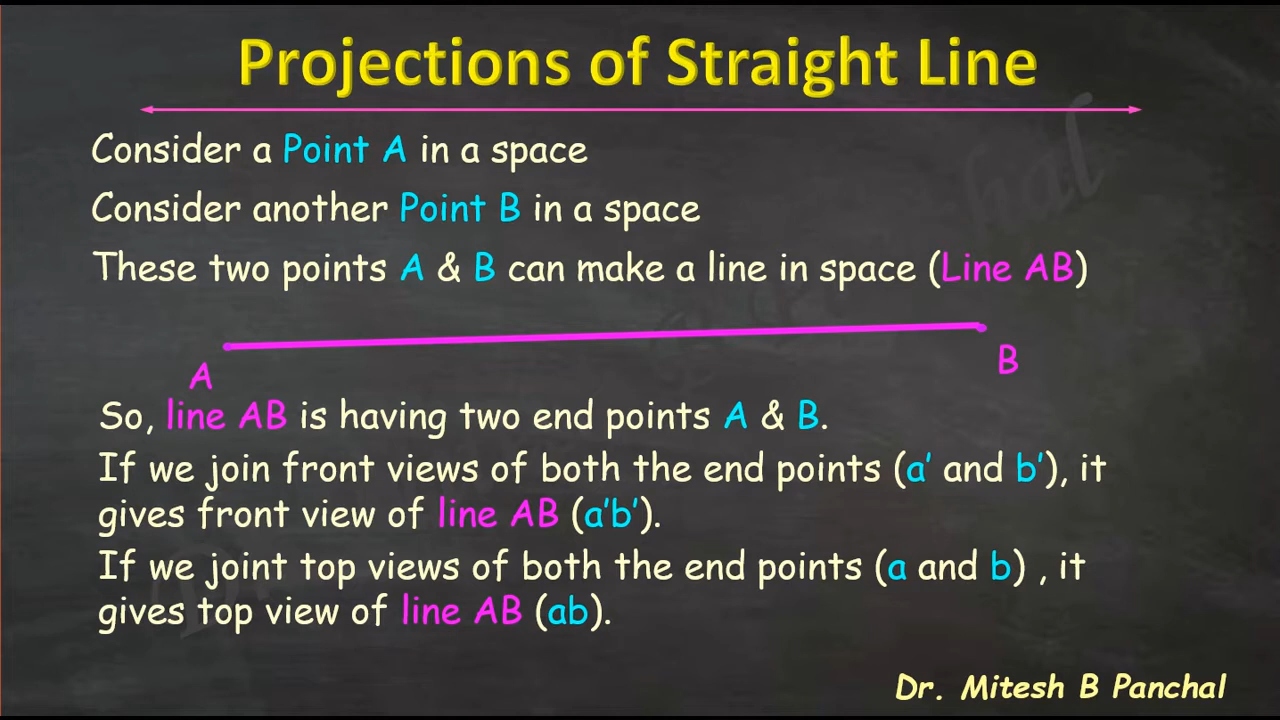 Projections of Straight Line
Consider a Point A in a space
Consider another Point B in a space
These two points A & B can make a line in space (Line AB)
A
B
So, line AB is having two end points A & B.
If we join front views of both the end points (a’ and b’), it
gives front view of line AB (a’b’).
If we joint top views of both the end points (a and b) , it
gives top view of line AB (ab).
Dr. Mitesh B Panchal